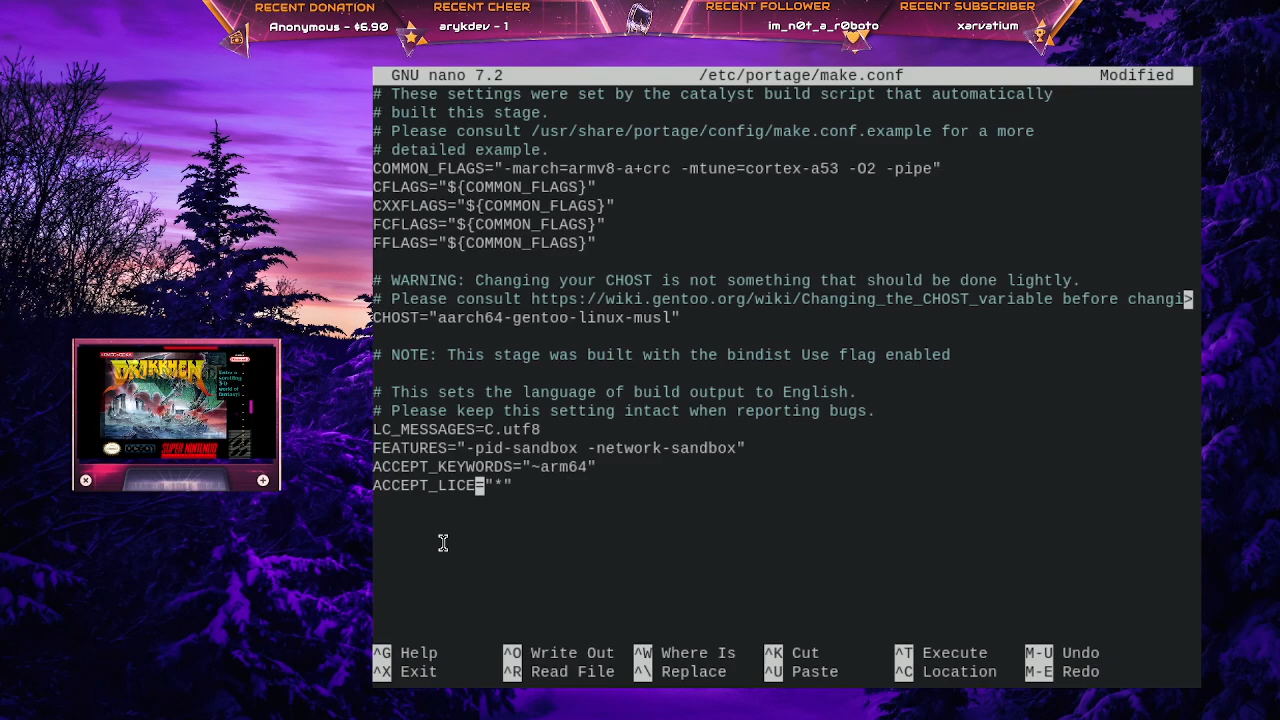 RECENT DONATION
Anonymous - $6.90
RECENT CHEER
arykdev - 1
RECENT FOLLOWER
im_n0t_a_r0boto
RECENT SUBSCRIBER
xarvatium
GNU nano 7.2 /etc/portage/make.conf Modified
# These settings were set by the catalyst build script that automatically
# built this stage.
# Please consult /usr/share/portage/config/make.conf.example for a more
# detailed example.
COMMON_FLAGS="-march=armv8-a+crc -mtune=cortex-a53 -O2 -pipe"
CFLAGS="${COMMON_FLAGS}"
CXXFLAGS="${COMMON_FLAGS}"
FCFLAGS="${COMMON_FLAGS}"
FFLAGS="${COMMON_FLAGS}"
# WARNING: Changing your CHOST is not something that should be done lightly.
# Please consult https://wiki.gentoo.org/wiki/Changing_the_CHOST_variable before changi>
CHOST="aarch64-gentoo-linux-musl"
# NOTE: This stage was built with the bindist Use flag enabled
# This sets the language of build output to English.
# Please keep this setting intact when reporting bugs.
LC_MESSAGES=C.utf8
FEATURES="-pid-sandbox -network-sandbox"
ACCEPT_KEYWORDS="~arm64"
ACCEPT_LICE="*"
DRAKKHEN
ocean
SUPER NINTENDO
^G Help ^O Write Out ^W Where Is ^K Cut ^T Execute M-U Undo
^X Exit ^R Read File ^\ Replace ^U Paste ^C Location M-E Redo